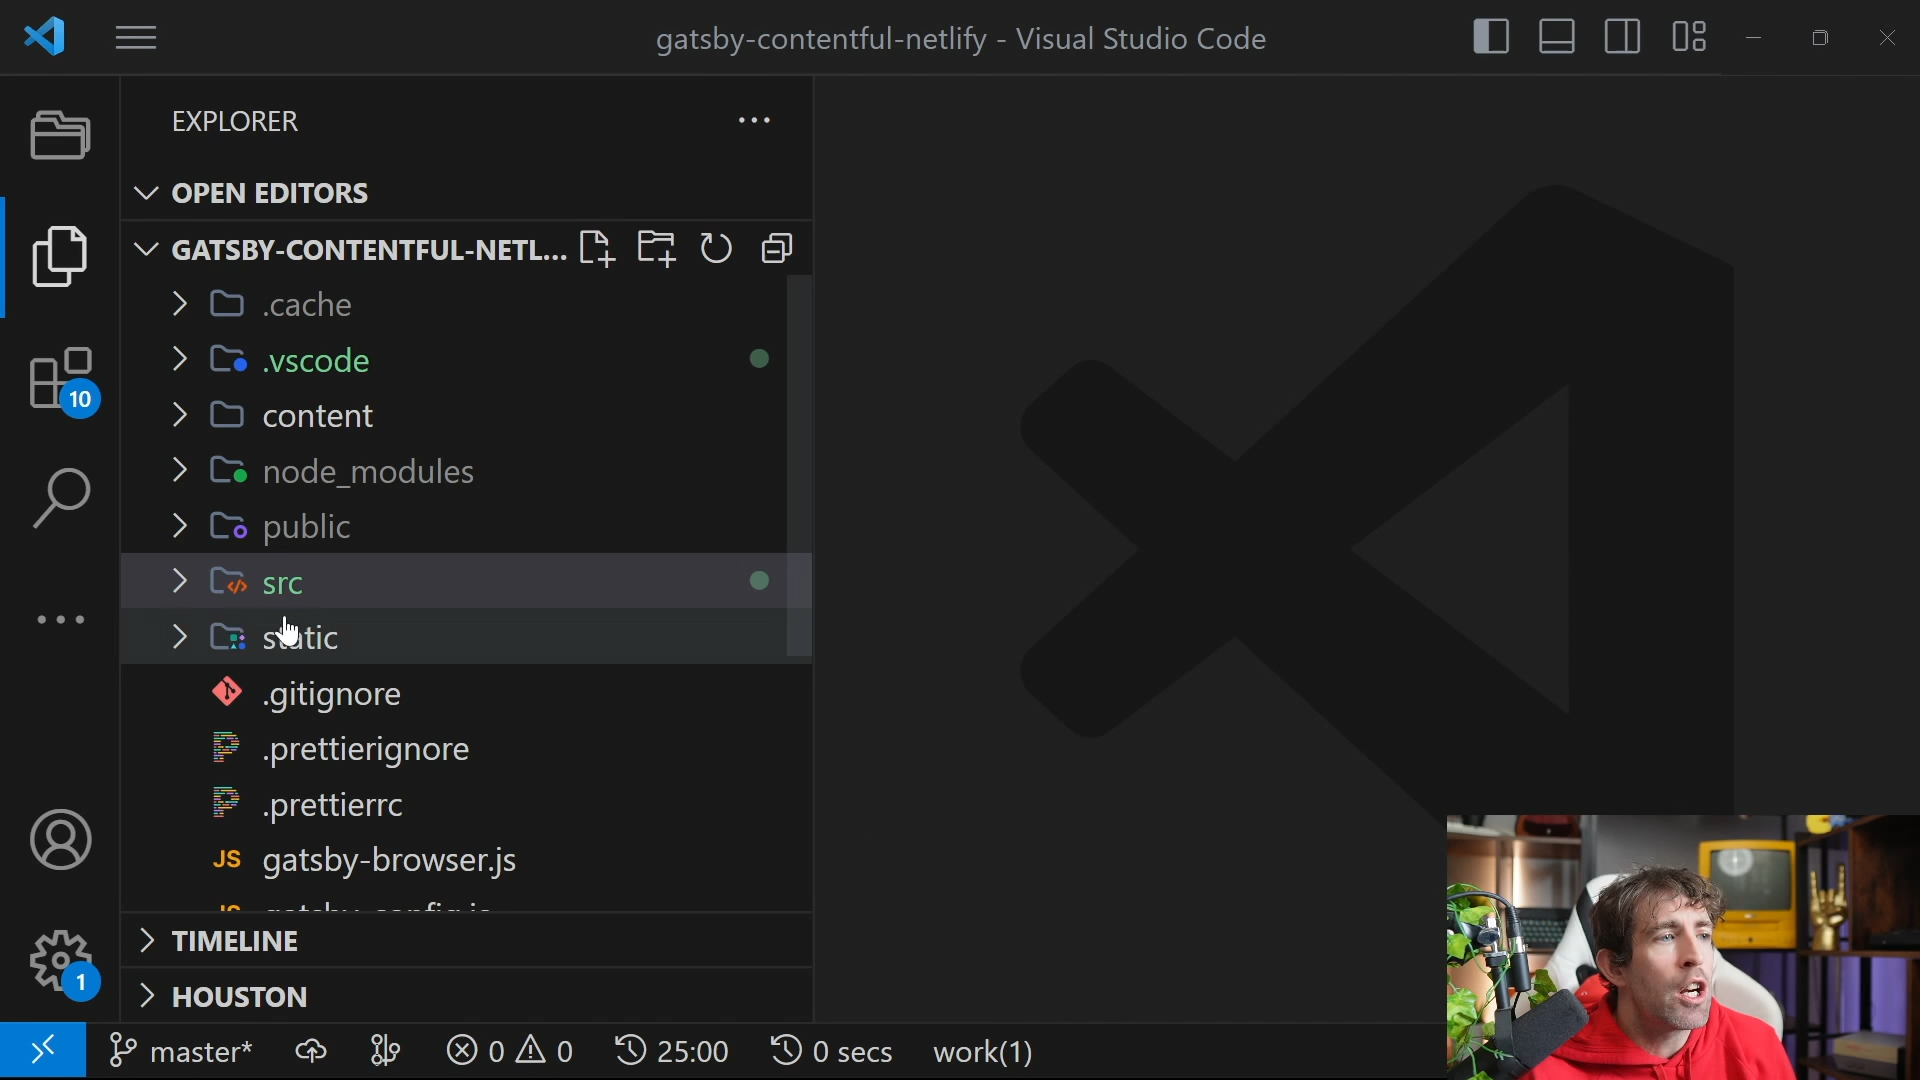 gatsby-contentful-netlify - Visual Studio Code
EXPLORER
OPEN EDITORS
GATSBY-CONTENTFUL-NETL...
.cache
.vscode
content
node_modules
public
src
static
.gitignore
.prettierignore
.prettierrc
JS gatsby-browser.js
TIMELINE
HOUSTON
10
1
master* 0 0 25:00 0 secs work(1)